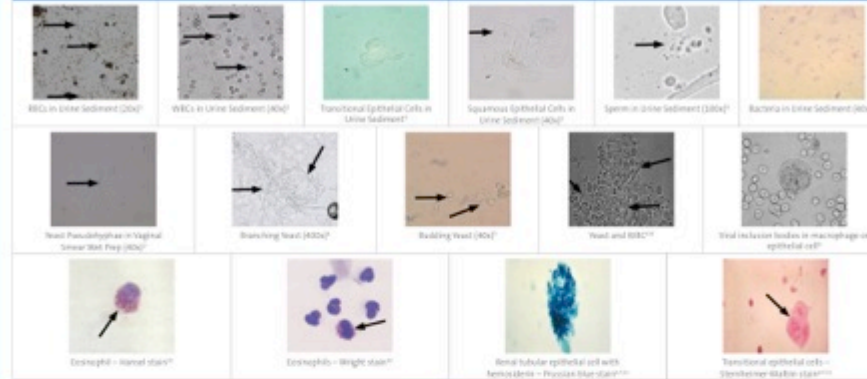 RBCs in Urine Sediment (20x)
WBCs in Urine Sediment (40x)
Transitional Epithelial Cells in
Urine Sediment
Squamous Epithelial Cells in
Urine Sediment (40x)
Sperm in Urine Sediment (100x)
Bacteria in Urine Sediment (40x
Yeast Pseudohyphae in Vaginal
Smear Wet Prep (40x)
Branching Yeast (400x)
Budding Yeast (40x)
Yeast and RBC
Viral inclusion bodies in macrophage or
epithelial cell
Eosinophil – Hansel stain
Eosinophils – Wright stain
Renal tubular epithelial cell with
hemosiderin – Prussian blue stain
Transitional epithelial cells –
Sternheimer-Malbin stain